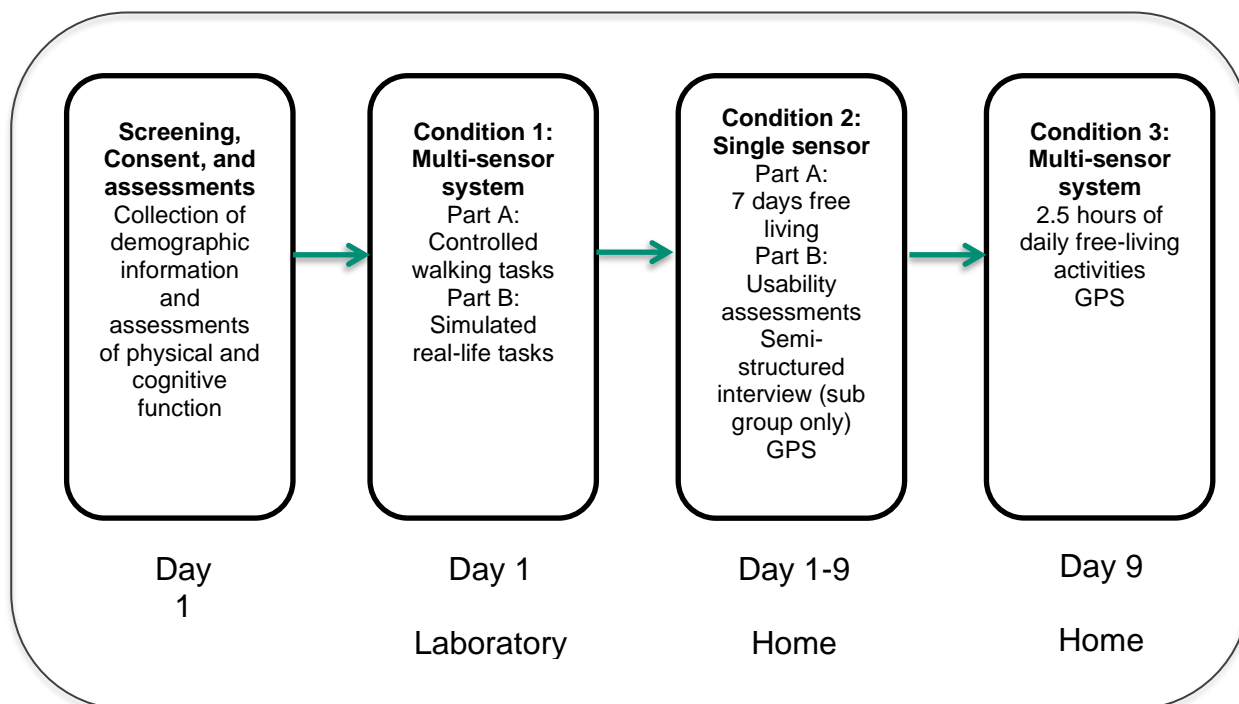 Screening,
Consent, and
assessments
Collection of
demographic
information
and
assessments
of physical and
cognitive
function
Condition 1:
Multi-sensor
system
Part A:
Controlled
walking tasks
Part B:
Simulated
real-life tasks
Condition 2:
Single sensor
Part A:
7 days free
living
Part B:
Usability
assessments
Semi-
structured
interview (sub
group only)
GPS
Condition 3:
Multi-sensor
system
2.5 hours of
daily free-living
activities
GPS
Day
1
Day 1
Laboratory
Day 1-9
Home
Day 9
Home